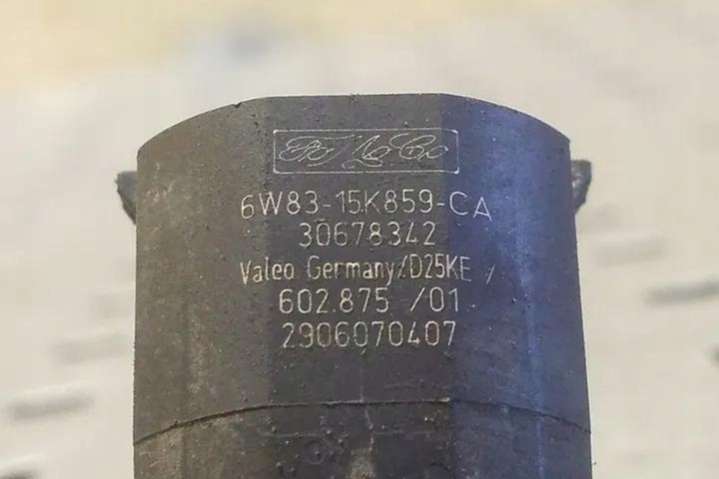 FoMoCo
6W83-15K859-CA
30678342
Valeo Germany/D25KE /
602.875 /01
2906070407